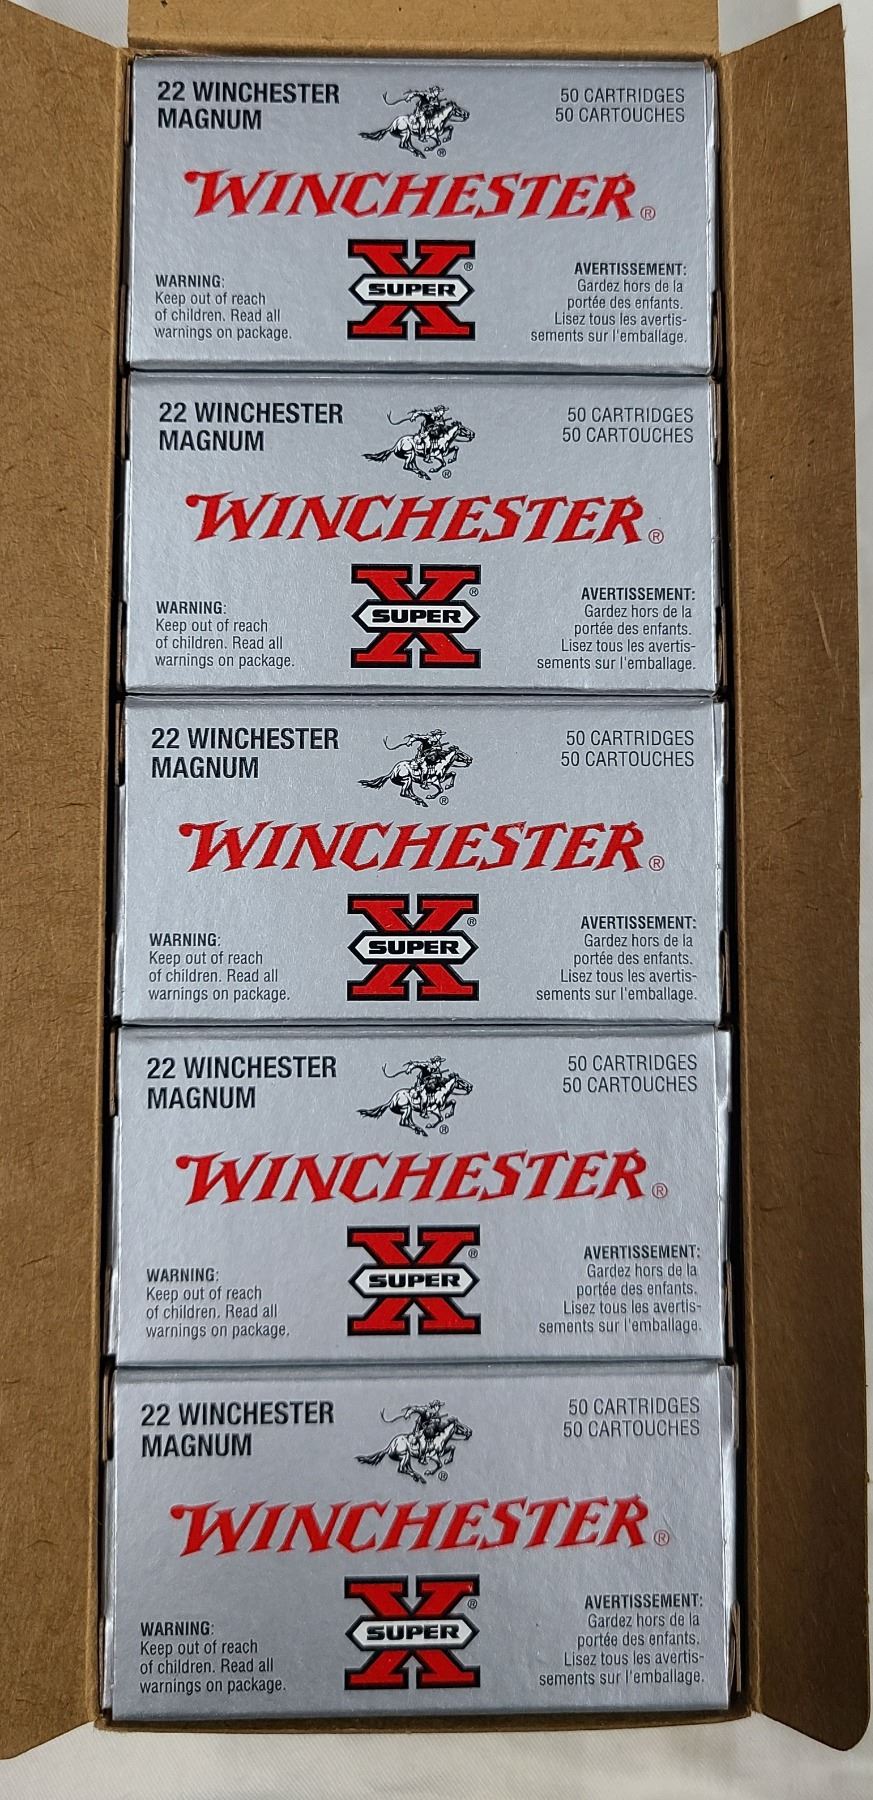 22 WINCHESTER
MAGNUM
50 CARTRIDGES
50 CARTOUCHES
WINCHESTER®
SUPER X®
WARNING:
Keep out of reach
of children. Read all
warnings on package.
AVERTISSEMENT:
Gardez hors de la
portée des enfants.
Lisez tous les avertis-
sements sur l'emballage.
22 WINCHESTER
MAGNUM
50 CARTRIDGES
50 CARTOUCHES
WINCHESTER®
SUPER X®
WARNING:
Keep out of reach
of children. Read all
warnings on package.
AVERTISSEMENT:
Gardez hors de la
portée des enfants.
Lisez tous les avertis-
sements sur l'emballage.
22 WINCHESTER
MAGNUM
50 CARTRIDGES
50 CARTOUCHES
WINCHESTER®
SUPER X®
WARNING:
Keep out of reach
of children. Read all
warnings on package.
AVERTISSEMENT:
Gardez hors de la
portée des enfants.
Lisez tous les avertis-
sements sur l'emballage.
22 WINCHESTER
MAGNUM
50 CARTRIDGES
50 CARTOUCHES
WINCHESTER®
SUPER X®
WARNING:
Keep out of reach
of children. Read all
warnings on package.
AVERTISSEMENT:
Gardez hors de la
portée des enfants.
Lisez tous les avertis-
sements sur l'emballage.
22 WINCHESTER
MAGNUM
50 CARTRIDGES
50 CARTOUCHES
WINCHESTER®
SUPER X®
WARNING:
Keep out of reach
of children. Read all
warnings on package.
AVERTISSEMENT:
Gardez hors de la
portée des enfants.
Lisez tous les avertis-
sements sur l'emballage.